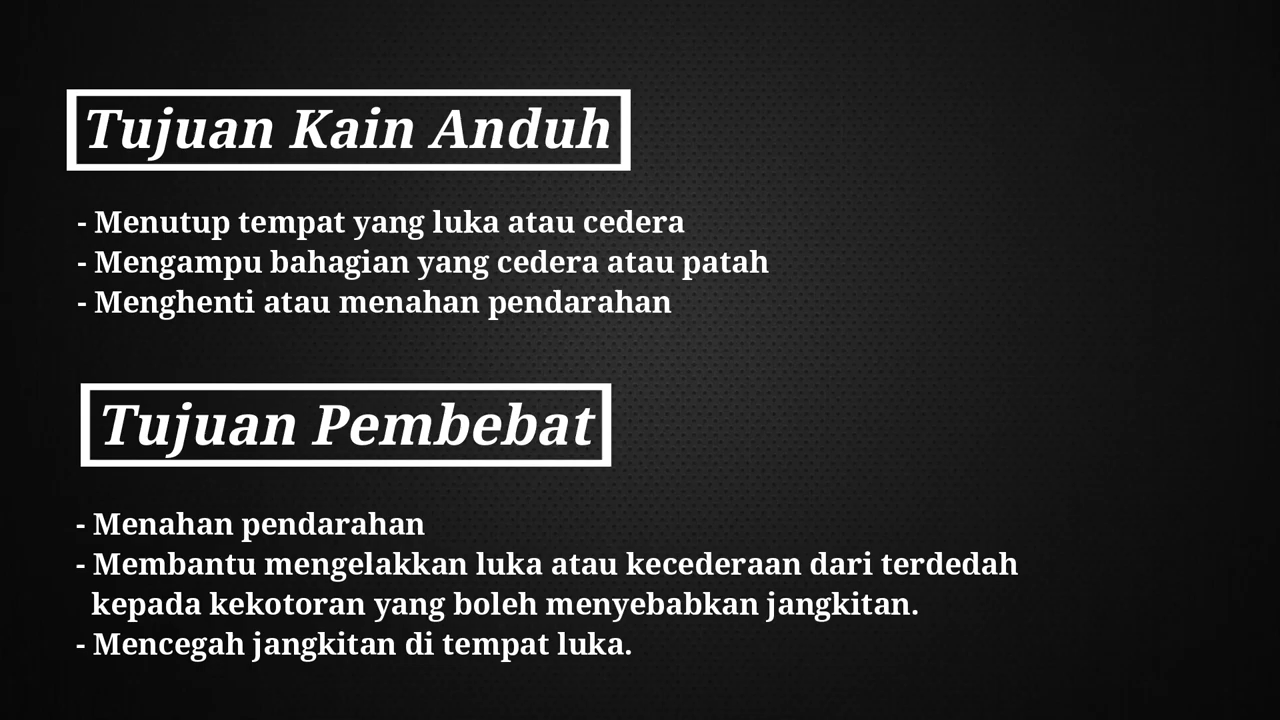 Tujuan Kain Anduh
- Menutup tempat yang luka atau cedera
- Mengampu bahagian yang cedera atau patah
- Menghenti atau menahan pendarahan
Tujuan Pembebat
- Menahan pendarahan
- Membantu mengelakkan luka atau kecederaan dari terdedah
kepada kekotoran yang boleh menyebabkan jangkitan.
- Mencegah jangkitan di tempat luka.